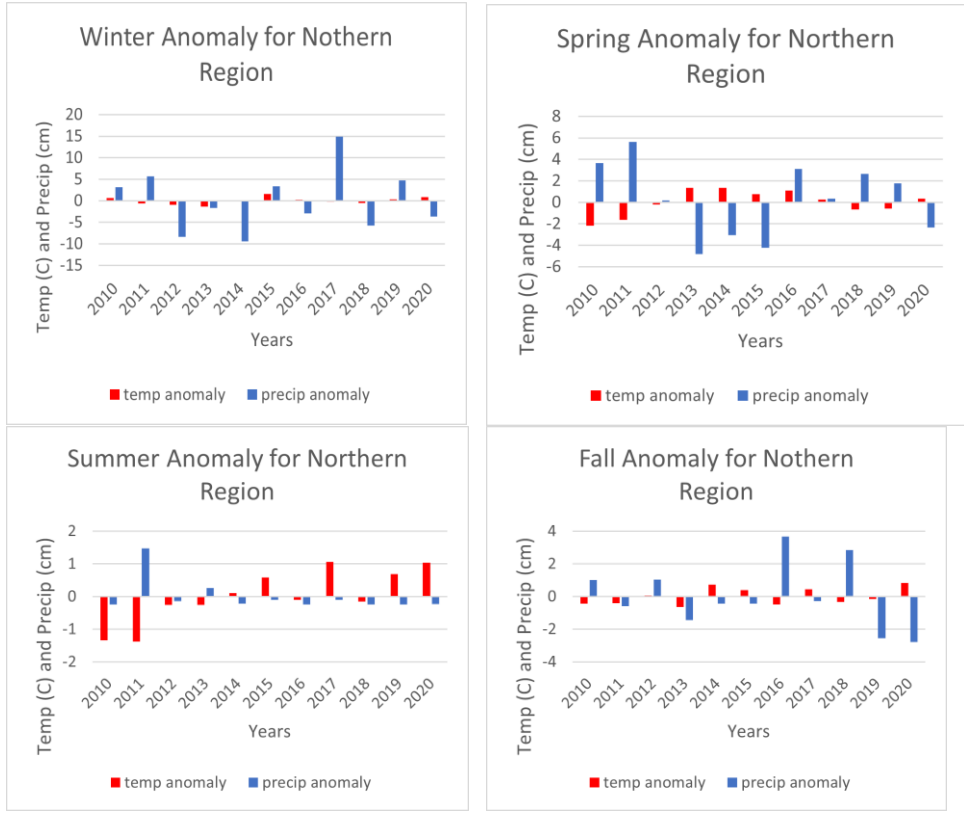 Winter Anomaly for Nothern
Region
Temp (C) and Precip (cm)
20
15
10
5
0
-5
-10
-15
2010 2011 2012 2013 2014 2015 2016 2017 2018 2019 2020
Years
temp anomaly precip anomaly
Spring Anomaly for Northern
Region
Temp (C) and Precip (cm)
8
6
4
2
0
-2
-4
-6
2010 2011 2012 2013 2014 2015 2016 2017 2018 2019 2020
Years
temp anomaly precip anomaly
Summer Anomaly for Northern
Region
Temp (C) and Precip (cm)
2
1
0
-1
-2
2010 2011 2012 2013 2014 2015 2016 2017 2018 2019 2020
Years
temp anomaly precip anomaly
Fall Anomaly for Nothern
Region
Temp (C) and Precip (cm)
4
2
0
-2
-4
2010 2011 2012 2013 2014 2015 2016 2017 2018 2019 2020
Years
temp anomaly precip anomaly